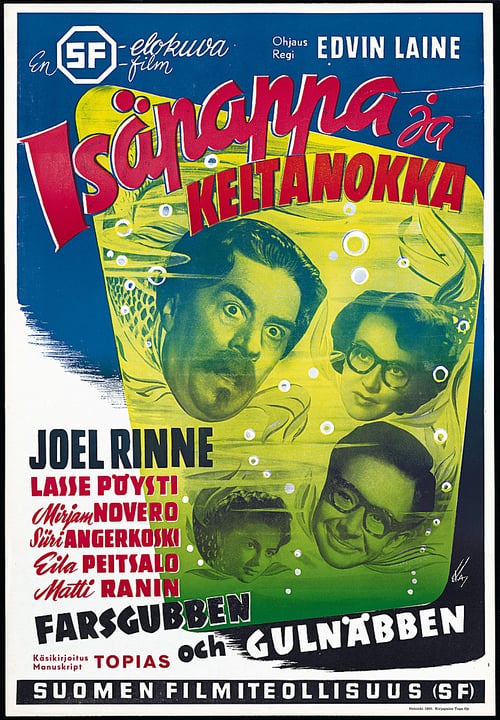 En SF -elokuva
-film
Ohjaus
Regi
EDVIN LAINE
Isäpappa ja
KELTANOKKA
JOEL RINNE
LASSE PÖYSTI
Mirjam NOVERO
Siiri ANGERKOSKI
Eila PEITSALO
Matti RANIN
FARSGUBBEN
och GULNÄBBEN
Käsikirjoitus
Manuskript
TOPIAS
SUOMEN FILMITEOLLISUUS (SF)